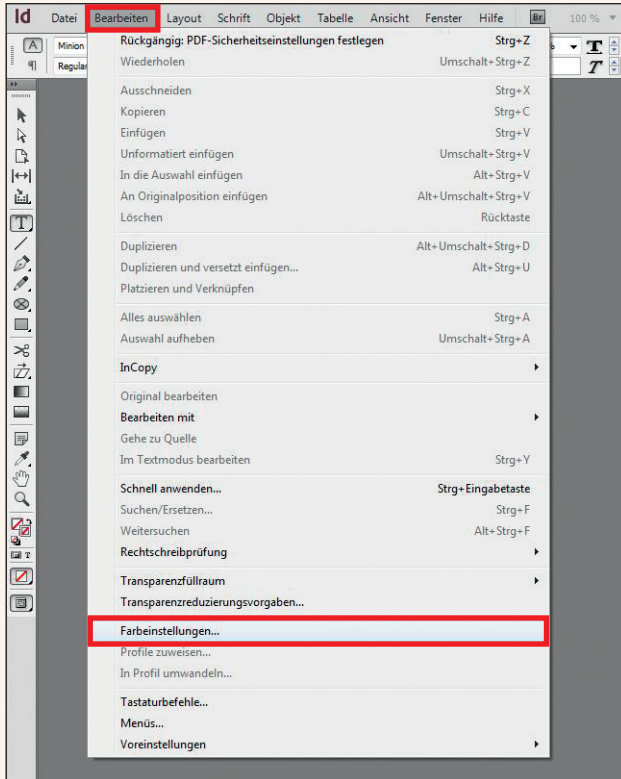 Id Datei Bearbeiten Layout Schrift Objekt Tabelle Ansicht Fenster Hilfe Br 100 %
A Minion T
¶ Regular T
Rückgängig: PDF-Sicherheitseinstellungen festlegen Strg+Z
Wiederholen Umschalt+Strg+Z
Ausschneiden Strg+X
Kopieren Strg+C
Einfügen Strg+V
Unformatiert einfügen Umschalt+Strg+V
In die Auswahl einfügen Alt+Strg+V
An Originalposition einfügen Alt+Umschalt+Strg+V
Löschen Rücktaste
Duplizieren Alt+Umschalt+Strg+D
Duplizieren und versetzt einfügen... Alt+Strg+U
Platzieren und Verknüpfen
Alles auswählen Strg+A
Auswahl aufheben Umschalt+Strg+A
InCopy
Original bearbeiten
Bearbeiten mit
Gehe zu Quelle
Im Textmodus bearbeiten Strg+Y
Schnell anwenden... Strg+Eingabetaste
Suchen/Ersetzen... Strg+F
Weitersuchen Alt+Strg+F
Rechtschreibprüfung
Transparenzfüllraum
Transparenzreduzierungsvorgaben...
Farbeinstellungen...
Profile zuweisen...
In Profil umwandeln...
Tastaturbefehle...
Menüs...
Voreinstellungen